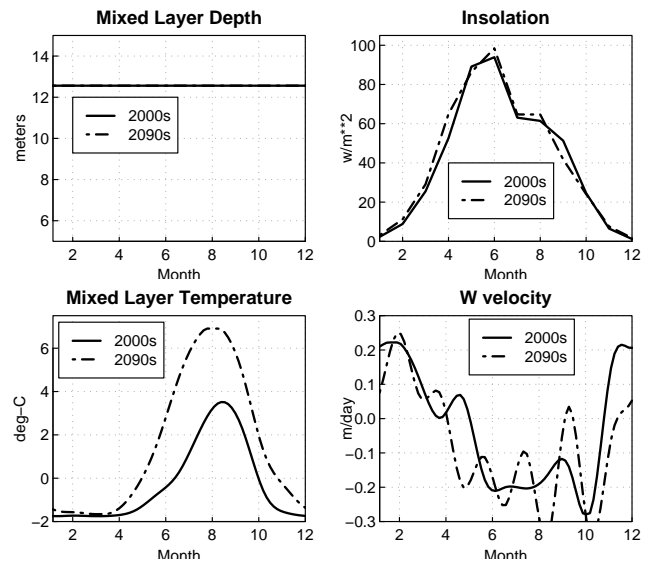 Mixed Layer Depth
14
12
10
8
6
meters
2000s
2090s
2 4 6 8 10 12
Month
Insolation
100
80
60
40
20
0
w/m**2
2000s
2090s
2 4 6 8 10 12
Month
Mixed Layer Temperature
6
4
2
0
−2
deg−C
2000s
2090s
2 4 6 8 10 12
Month
W velocity
0.3
0.2
0.1
0.0
−0.1
−0.2
−0.3
m/day
2000s
2090s
2 4 6 8 10 12
Month